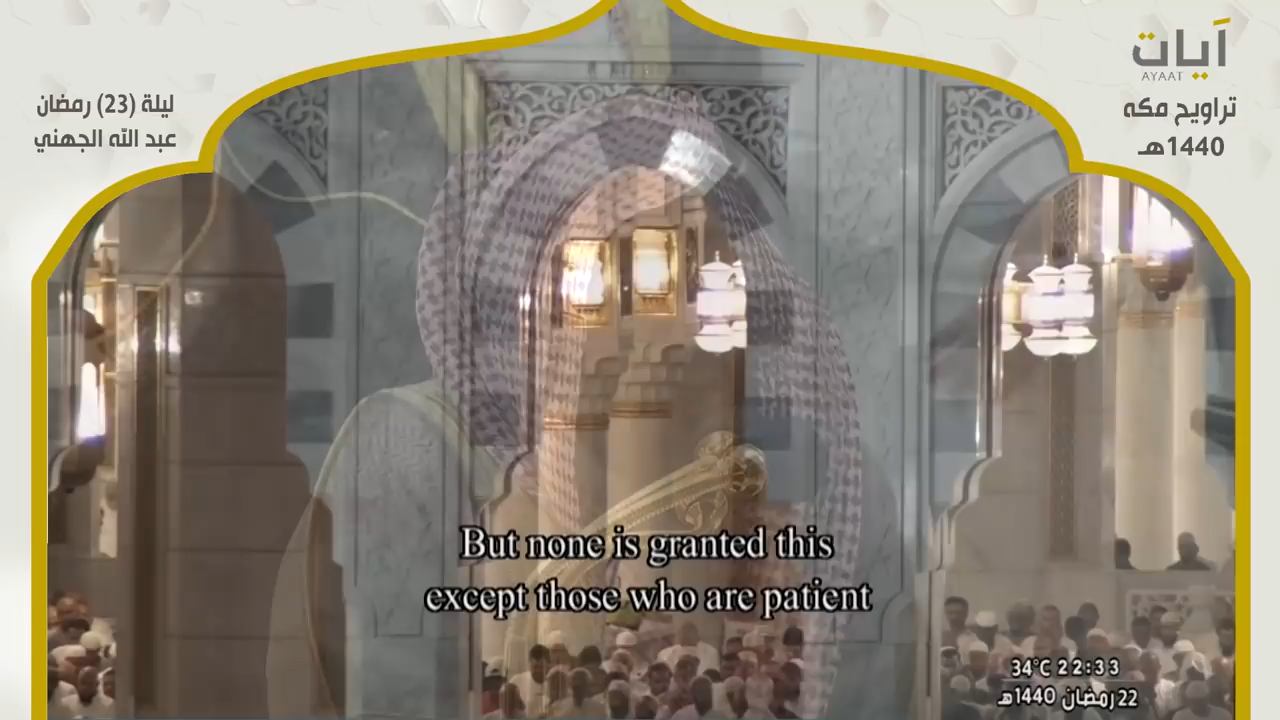 آيات
AYAAT
تراويح مكه
1440هـ
ليلة (23) رمضان
عبد الله الجهني
But none is granted this
except those who are patient
34°C 22:33
22 رمضان 1440هـ